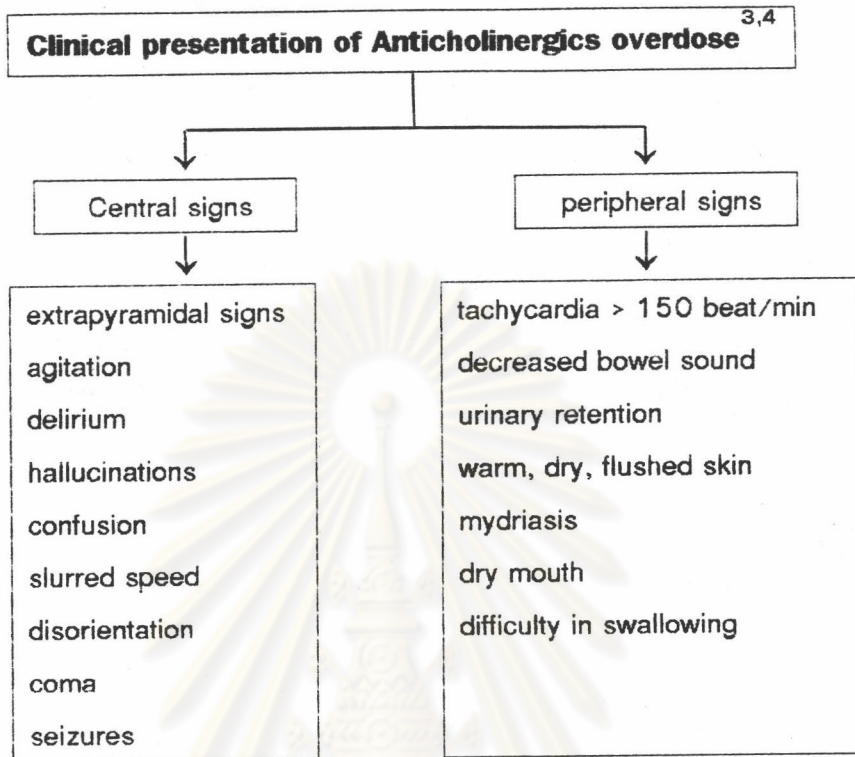 Clinical presentation of Anticholinergics overdose 3,4
Central signs
peripheral signs
extrapyramidal signs
agitation
delirium
hallucinations
confusion
slurred speed
disorientation
coma
seizures
tachycardia > 150 beat/min
decreased bowel sound
urinary retention
warm, dry, flushed skin
mydriasis
dry mouth
difficulty in swallowing